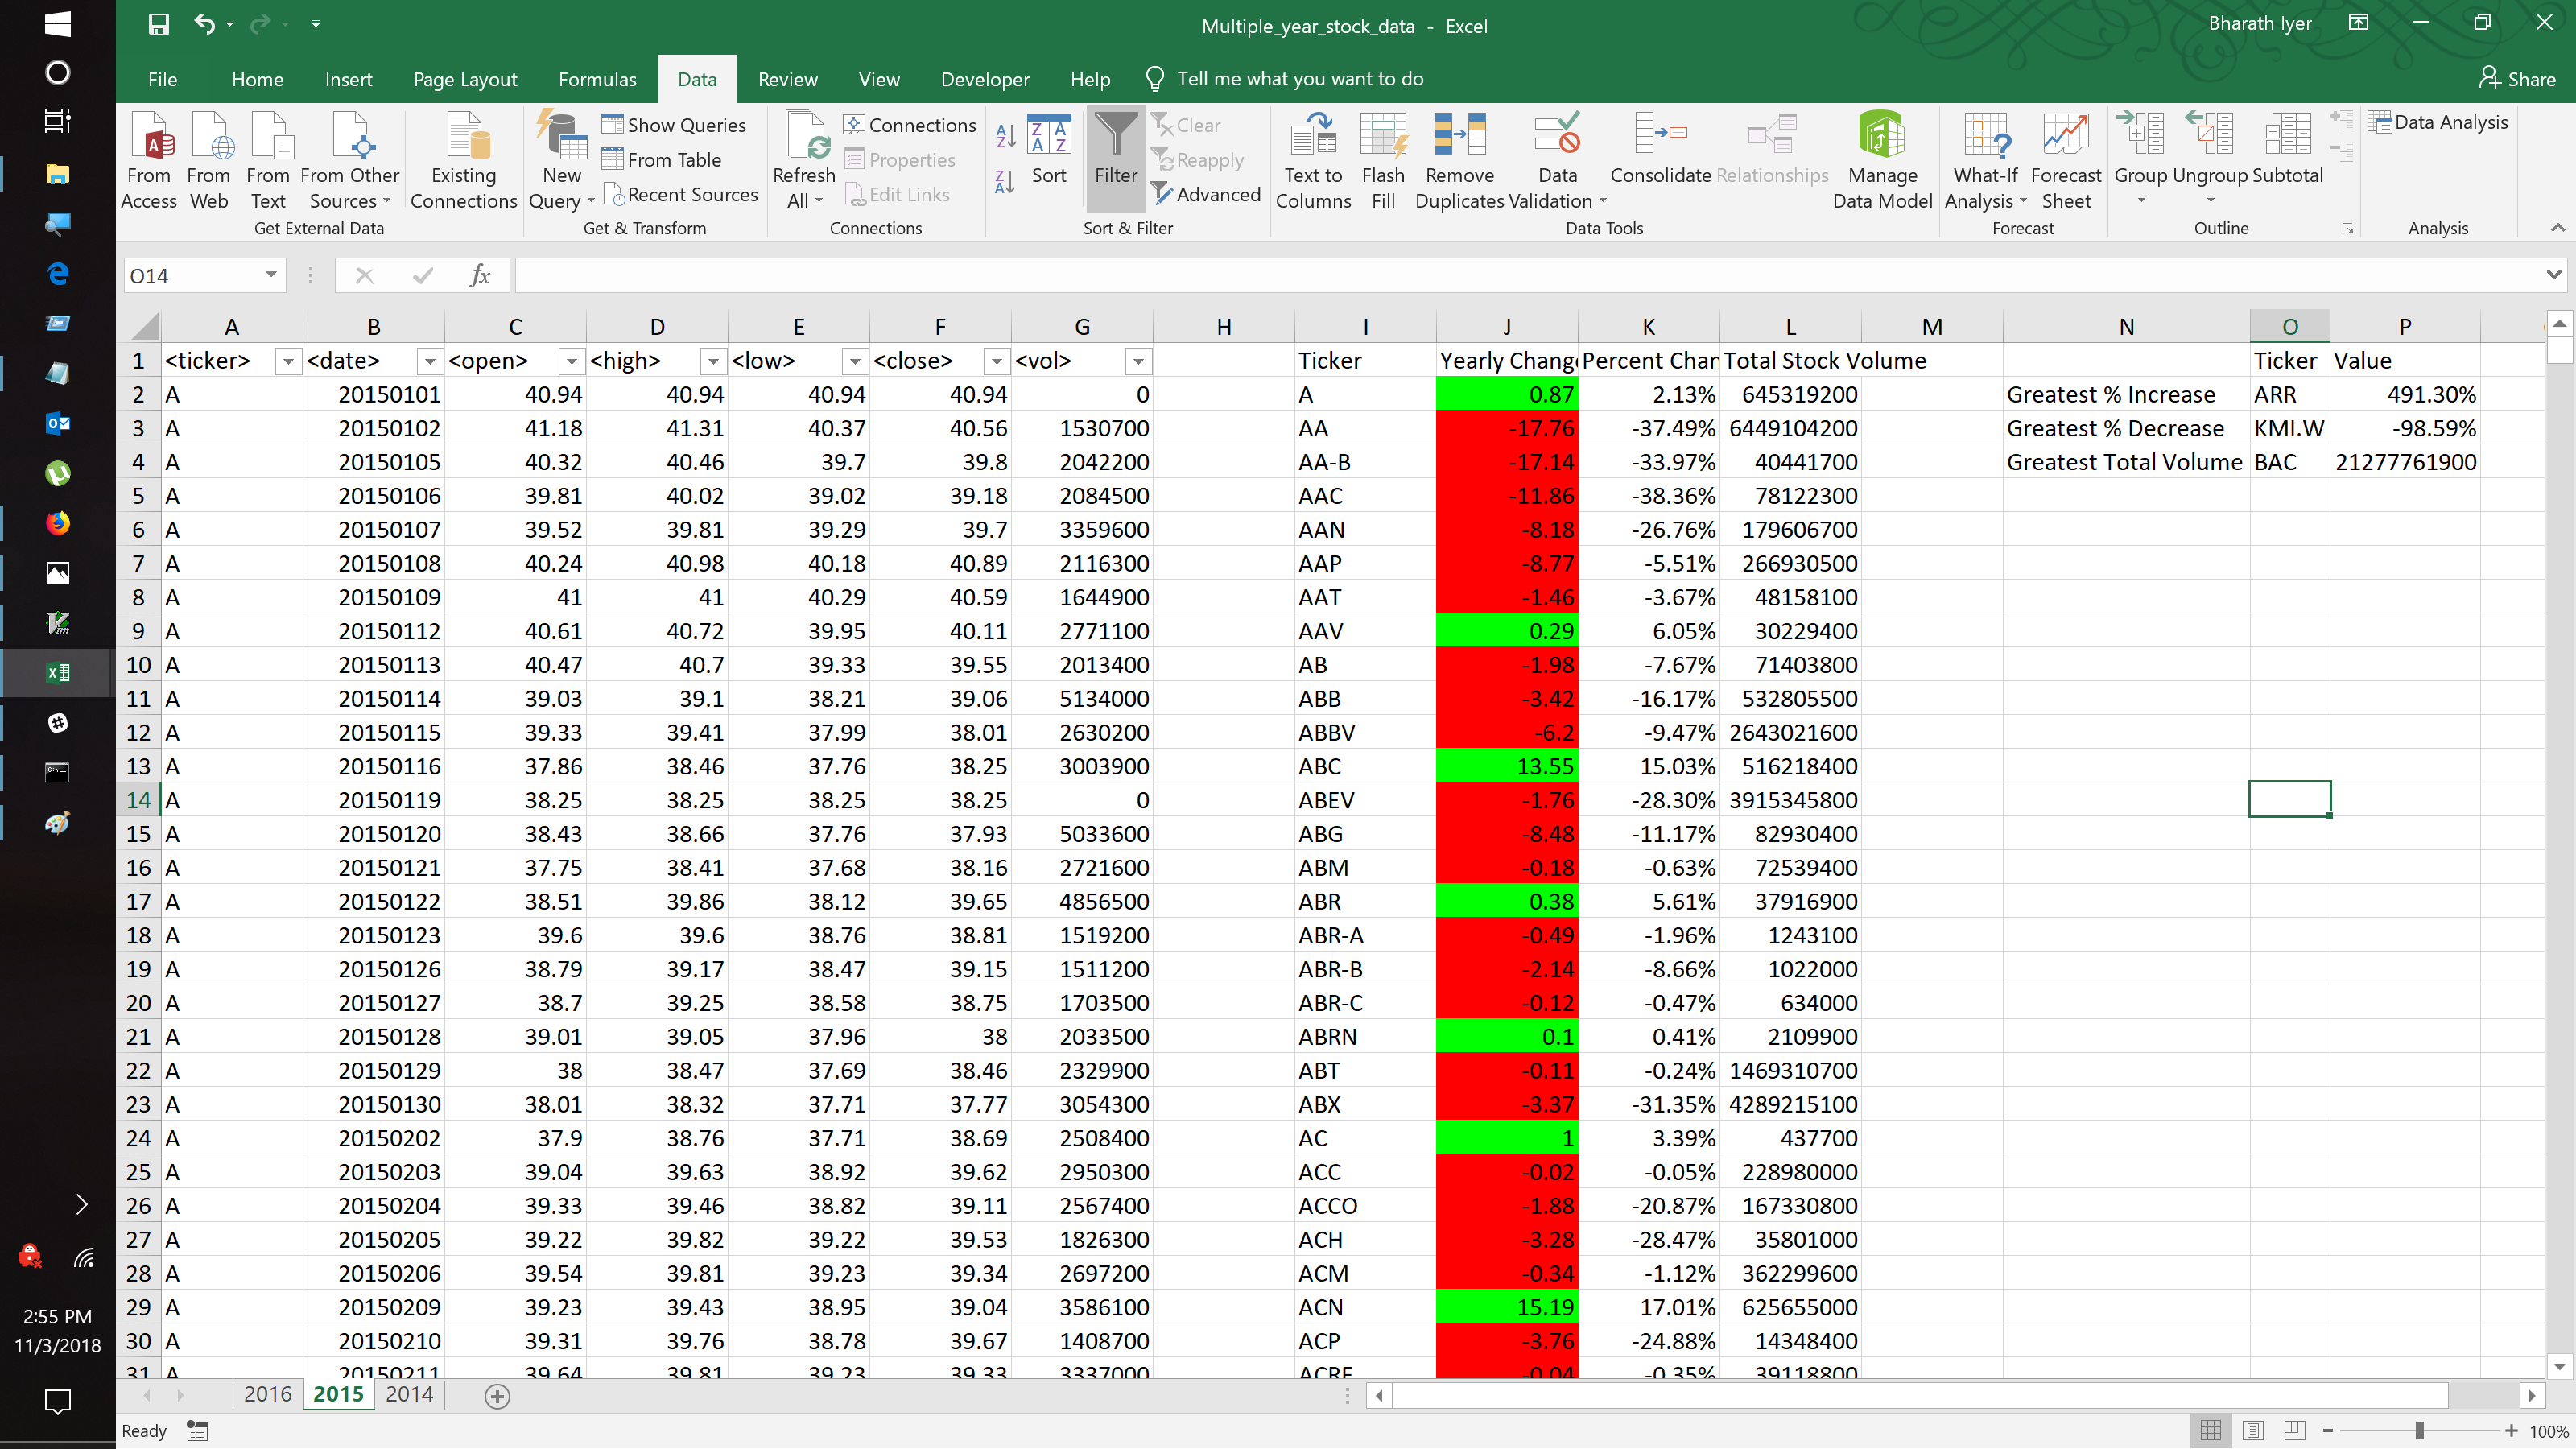 Multiple_year_stock_data - Excel
Bharath Iyer
File Home Insert Page Layout Formulas Data Review View Developer Help Tell me what you want to do Share
From Access
From Web
From Text
From Other Sources
Existing Connections
Get External Data
New Query
Show Queries
From Table
Recent Sources
Get & Transform
Refresh All
Connections
Properties
Edit Links
Connections
Sort
Filter
Clear
Reapply
Advanced
Sort & Filter
Text to Columns
Flash Fill
Remove Duplicates
Data Validation
Consolidate
Relationships
Manage Data Model
Data Tools
What-If Analysis
Forecast Sheet
Forecast
Group
Ungroup
Subtotal
Outline
Data Analysis
Analysis
O14 fx
A B C D E F G H I J K L M N O P
1 <ticker> <date> <open> <high> <low> <close> <vol> Ticker Yearly Change Percent Chan Total Stock Volume Ticker Value
2 A 20150101 40.94 40.94 40.94 40.94 0 A 0.87 2.13% 645319200 Greatest % Increase ARR 491.30%
3 A 20150102 41.18 41.31 40.37 40.56 1530700 AA -17.76 -37.49% 6449104200 Greatest % Decrease KMI.W -98.59%
4 A 20150105 40.32 40.46 39.7 39.8 2042200 AA-B -17.14 -33.97% 40441700 Greatest Total Volume BAC 21277761900
5 A 20150106 39.81 40.02 39.02 39.18 2084500 AAC -11.86 -38.36% 78122300
6 A 20150107 39.52 39.81 39.29 39.7 3359600 AAN -8.18 -26.76% 179606700
7 A 20150108 40.24 40.98 40.18 40.89 2116300 AAP -8.77 -5.51% 266930500
8 A 20150109 41 41 40.29 40.59 1644900 AAT -1.46 -3.67% 48158100
9 A 20150112 40.61 40.72 39.95 40.11 2771100 AAV 0.29 6.05% 30229400
10 A 20150113 40.47 40.7 39.33 39.55 2013400 AB -1.98 -7.67% 71403800
11 A 20150114 39.03 39.1 38.21 39.06 5134000 ABB -3.42 -16.17% 532805500
12 A 20150115 39.33 39.41 37.99 38.01 2630200 ABBV -6.2 -9.47% 2643021600
13 A 20150116 37.86 38.46 37.76 38.25 3003900 ABC 13.55 15.03% 516218400
14 A 20150119 38.25 38.25 38.25 38.25 0 ABEV -1.76 -28.30% 3915345800
15 A 20150120 38.43 38.66 37.76 37.93 5033600 ABG -8.48 -11.17% 82930400
16 A 20150121 37.75 38.41 37.68 38.16 2721600 ABM -0.18 -0.63% 72539400
17 A 20150122 38.51 39.86 38.12 39.65 4856500 ABR 0.38 5.61% 37916900
18 A 20150123 39.6 39.6 38.76 38.81 1519200 ABR-A -0.49 -1.96% 1243100
19 A 20150126 38.79 39.17 38.47 39.15 1511200 ABR-B -2.14 -8.66% 1022000
20 A 20150127 38.7 39.25 38.58 38.75 1703500 ABR-C -0.12 -0.47% 634000
21 A 20150128 39.01 39.05 37.96 38 2033500 ABRN 0.1 0.41% 2109900
22 A 20150129 38 38.47 37.69 38.46 2329900 ABT -0.11 -0.24% 1469310700
23 A 20150130 38.01 38.32 37.71 37.77 3054300 ABX -3.37 -31.35% 4289215100
24 A 20150202 37.9 38.76 37.71 38.69 2508400 AC 1 3.39% 437700
25 A 20150203 39.04 39.63 38.92 39.62 2950300 ACC -0.02 -0.05% 228980000
26 A 20150204 39.33 39.46 38.82 39.11 2567400 ACCO -1.88 -20.87% 167330800
27 A 20150205 39.22 39.82 39.22 39.53 1826300 ACH -3.28 -28.47% 35801000
28 A 20150206 39.54 39.81 39.23 39.34 2697200 ACM -0.34 -1.12% 362299600
29 A 20150209 39.23 39.43 38.95 39.04 3586100 ACN 15.19 17.01% 625655000
30 A 20150210 39.31 39.76 38.78 39.67 1408700 ACP -3.76 -24.88% 14348400
31 A 20150211 39.64 39.81 39.23 39.33 3337000 ACRE -0.04 -0.35% 39118800
2016 2015 2014
Ready
100%
2:55 PM
11/3/2018